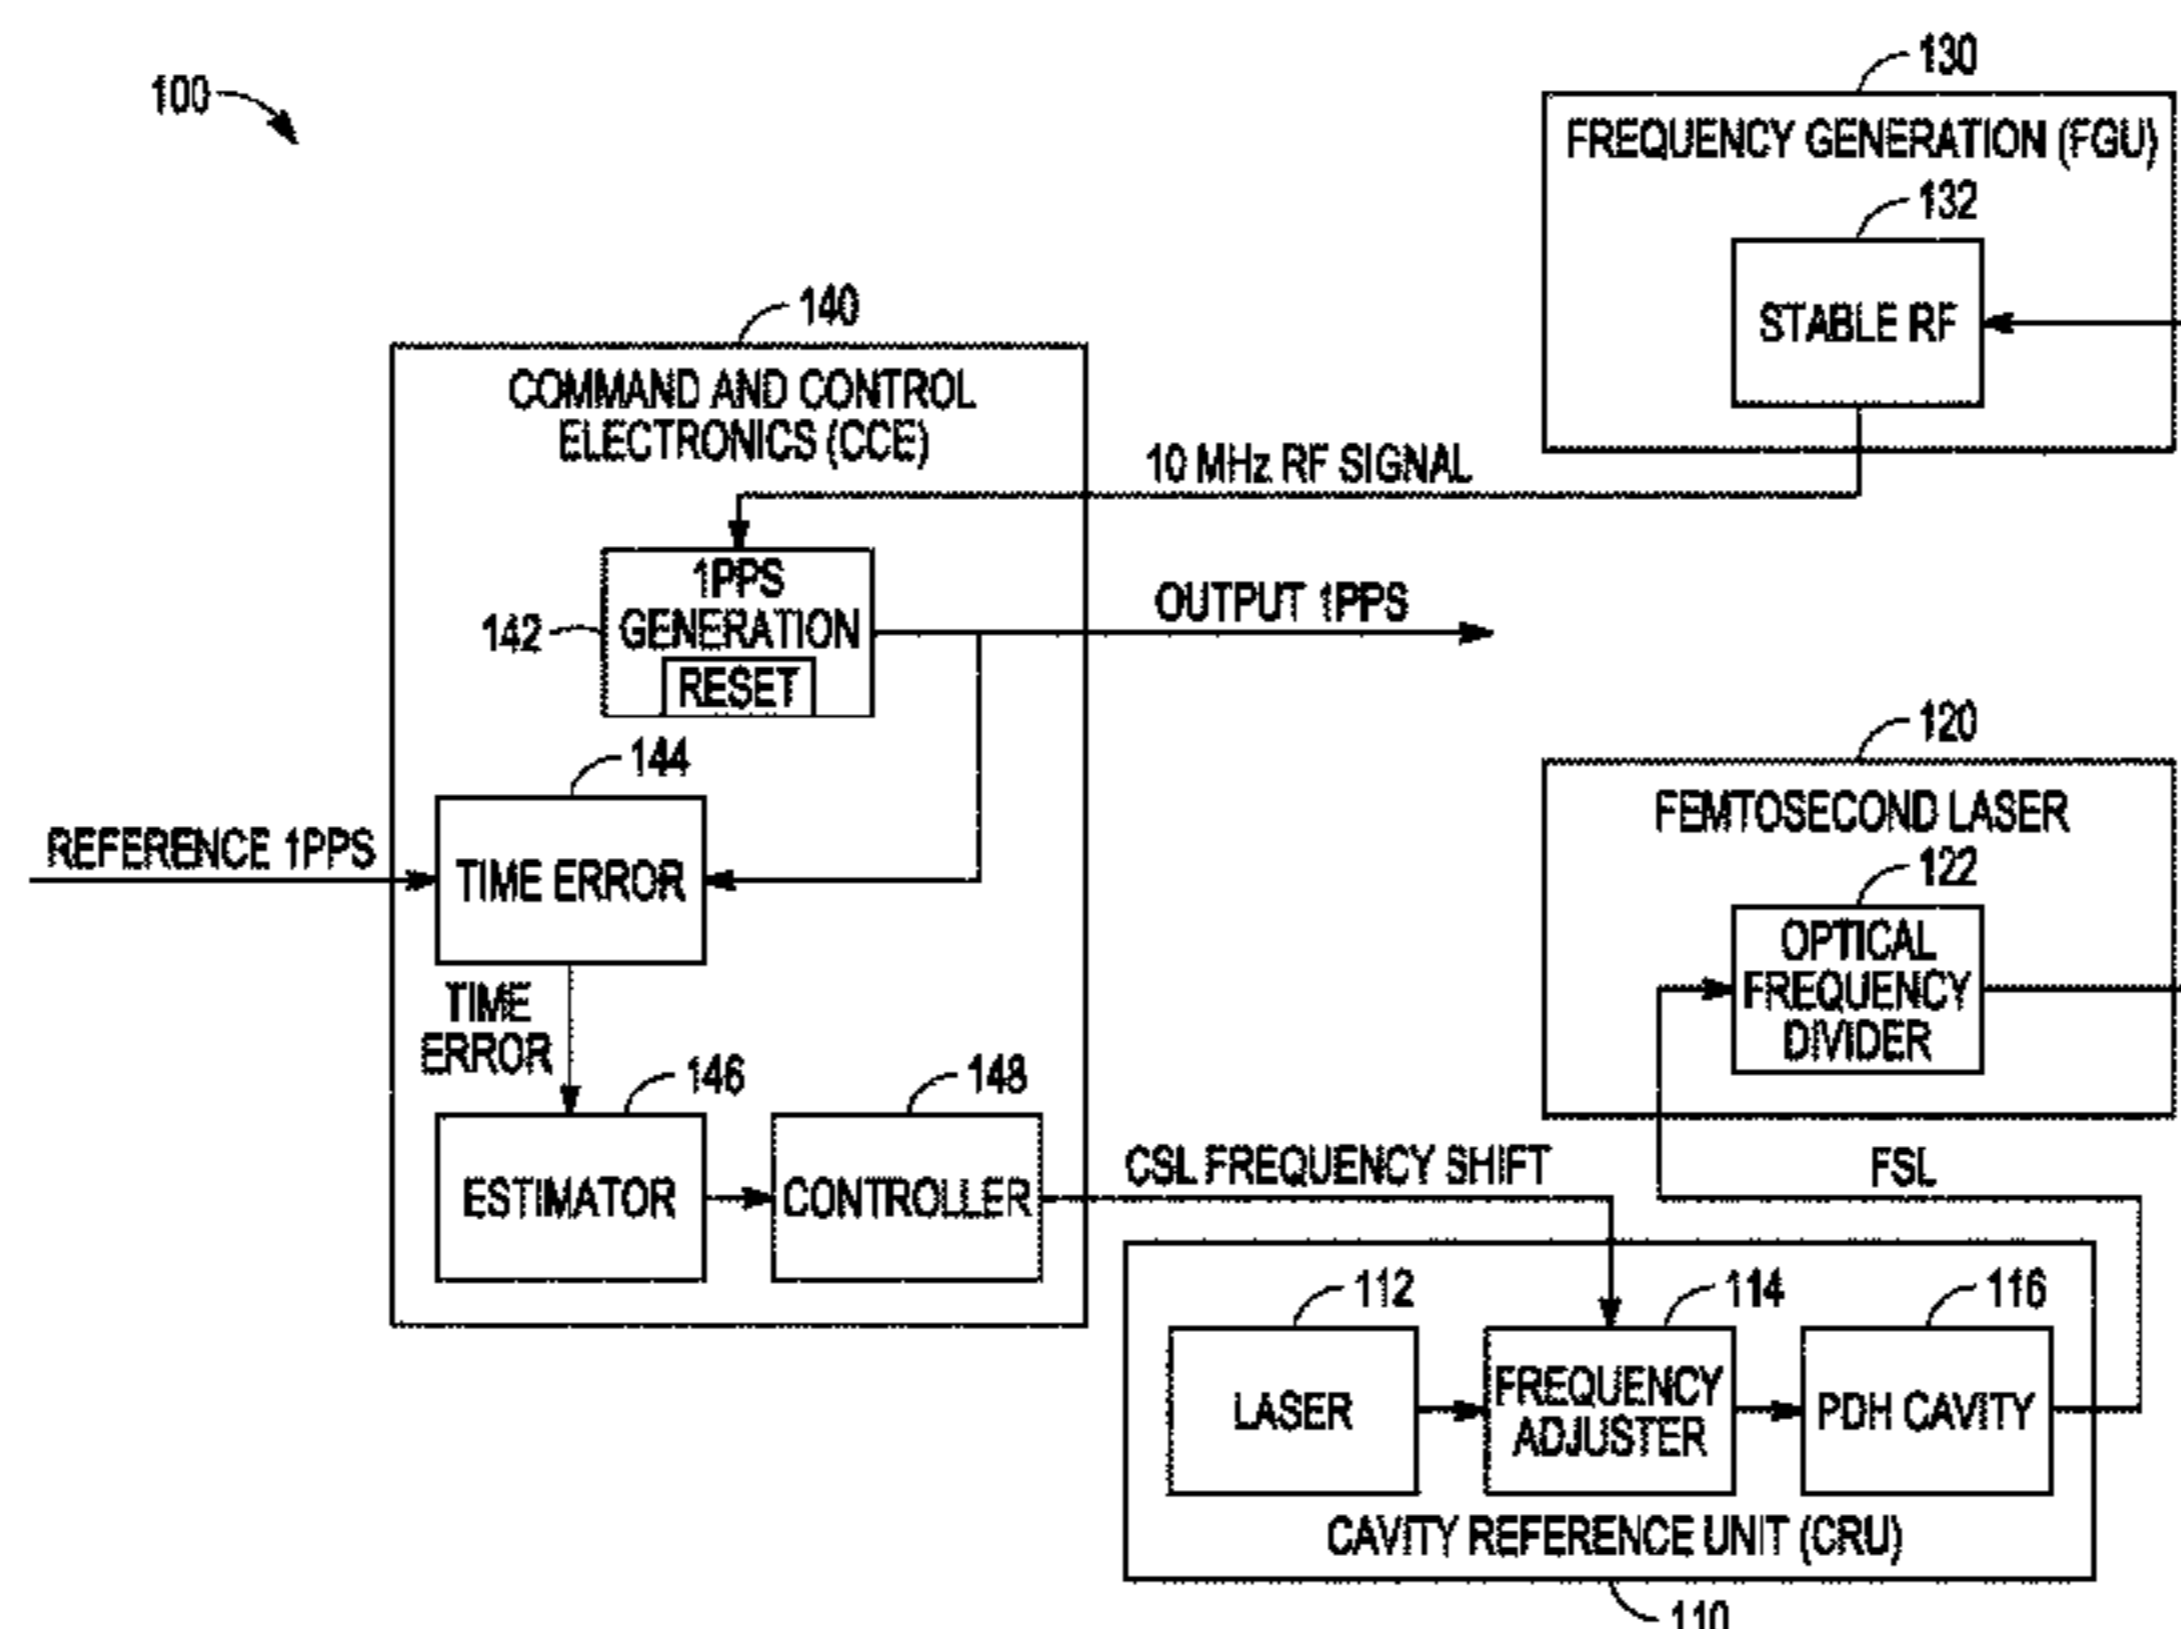 100
130
FREQUENCY GENERATION (FGU)
132
STABLE RF
140
COMMAND AND CONTROL
ELECTRONICS (CCE)
10 MHz RF SIGNAL
1PPS
GENERATION
RESET
142
OUTPUT 1PPS
144
REFERENCE 1PPS
TIME ERROR
120
FEMTOSECOND LASER
122
OPTICAL
FREQUENCY
DIVIDER
TIME
ERROR
146
148
ESTIMATOR
CONTROLLER
CSL FREQUENCY SHIFT
FSL
112
114
116
LASER
FREQUENCY
ADJUSTER
PDH CAVITY
CAVITY REFERENCE UNIT (CRU)
110